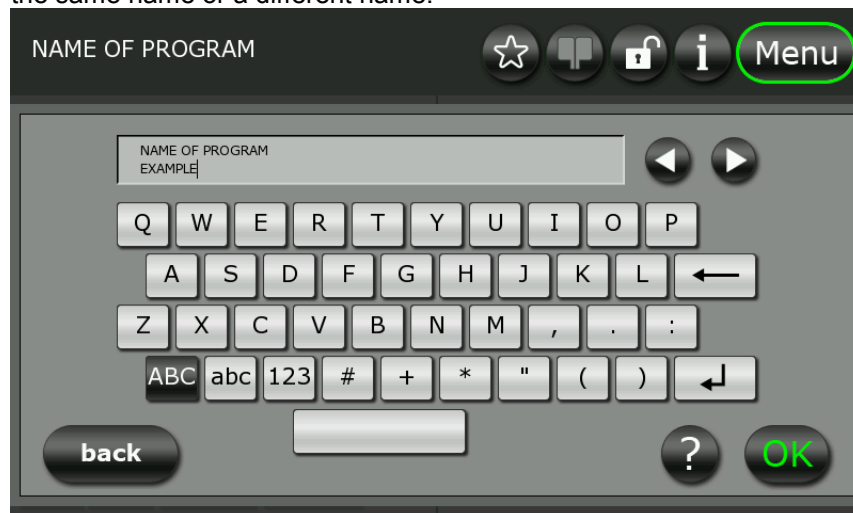 the same name or a different name.
NAME OF PROGRAM
i Menu
NAME OF PROGRAM
EXAMPLE
Q W E R T Y U I O P
A S D F G H J K L
Z X C V B N M , . :
ABC abc 123 # + * " ( )
back ? OK